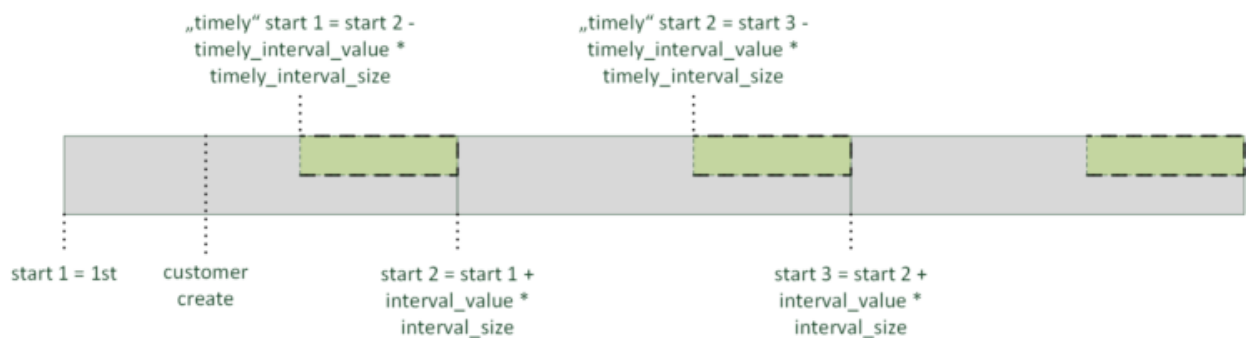 „timely“ start 1 = start 2 -
timely_interval_value *
timely_interval_size
„timely“ start 2 = start 3 -
timely_interval_value *
timely_interval_size
start 1 = 1st
customer
create
start 2 = start 1 +
interval_value *
interval_size
start 3 = start 2 +
interval_value *
interval_size